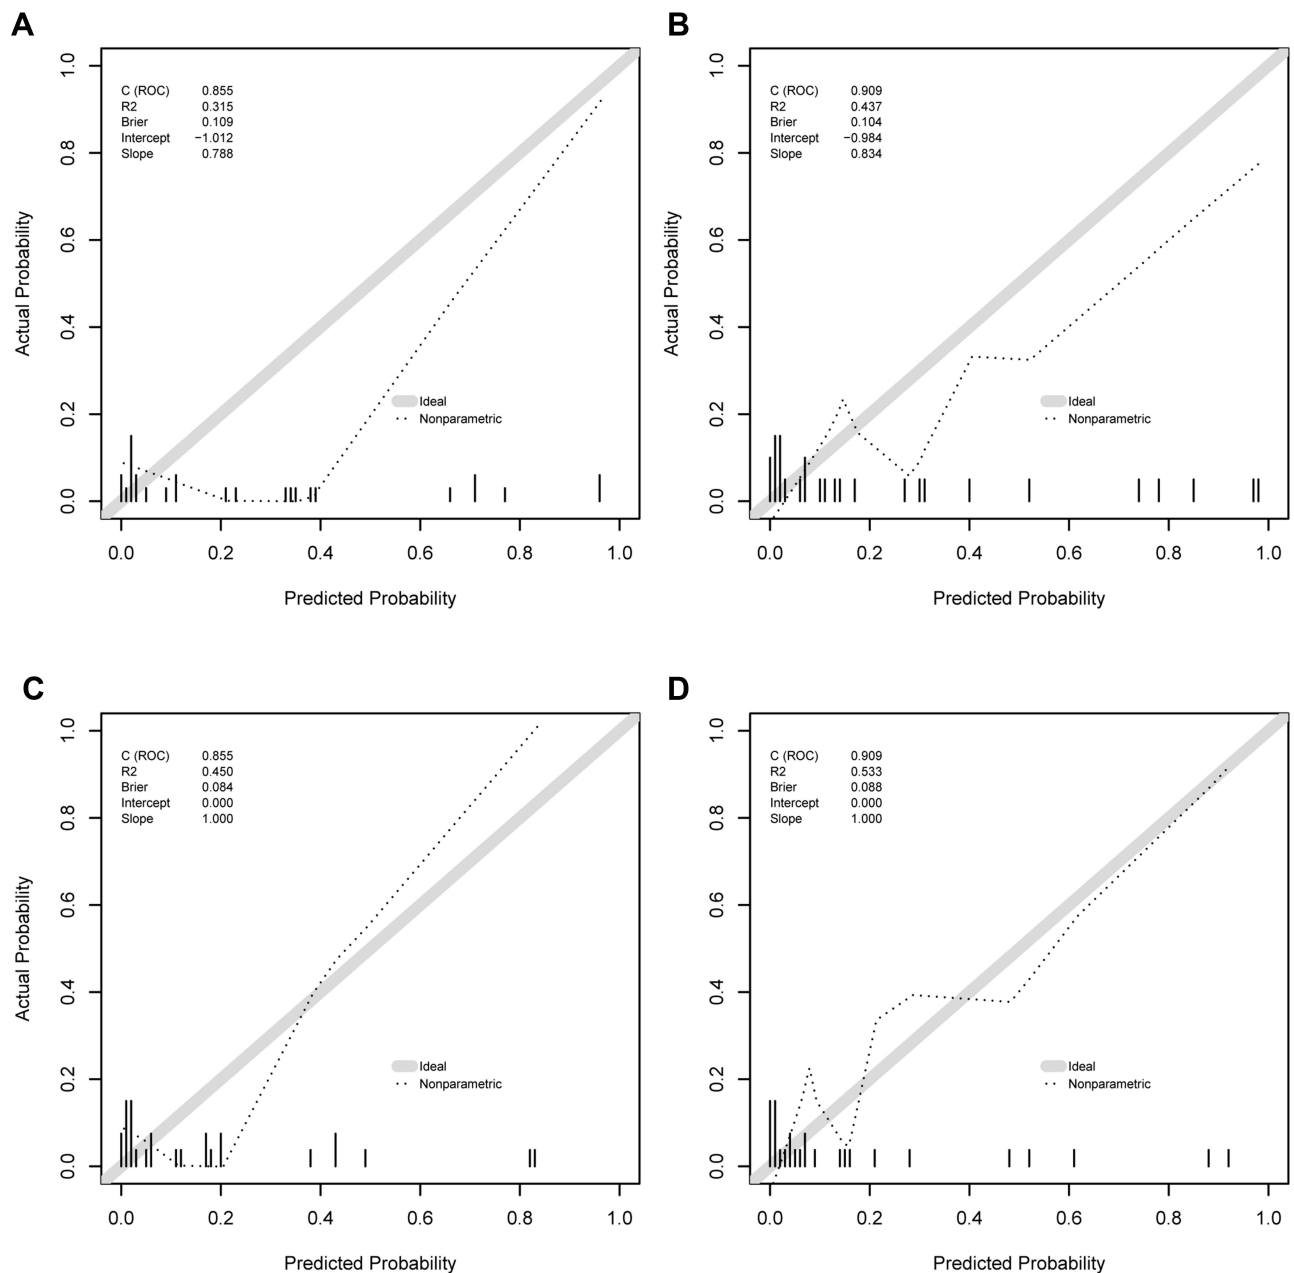 A
C (ROC) 0.855
R2 0.315
Brier 0.109
Intercept −1.012
Slope 0.788
Ideal
Nonparametric
0.0 0.2 0.4 0.6 0.8 1.0
Actual Probability
0.0 0.2 0.4 0.6 0.8 1.0
Predicted Probability
B
C (ROC) 0.909
R2 0.437
Brier 0.104
Intercept −0.984
Slope 0.834
Ideal
Nonparametric
0.0 0.2 0.4 0.6 0.8 1.0
Actual Probability
0.0 0.2 0.4 0.6 0.8 1.0
Predicted Probability
C
C (ROC) 0.855
R2 0.450
Brier 0.084
Intercept 0.000
Slope 1.000
Ideal
Nonparametric
0.0 0.2 0.4 0.6 0.8 1.0
Actual Probability
0.0 0.2 0.4 0.6 0.8 1.0
Predicted Probability
D
C (ROC) 0.909
R2 0.533
Brier 0.088
Intercept 0.000
Slope 1.000
Ideal
Nonparametric
0.0 0.2 0.4 0.6 0.8 1.0
0.0 0.2 0.4 0.6 0.8 1.0
Predicted Probability